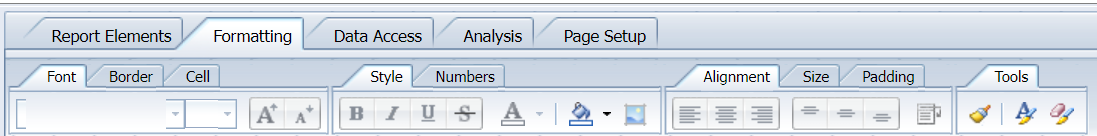 Report Elements Formatting Data Access Analysis Page Setup
Font Border Cell Style Numbers Alignment Size Padding Tools
A A B I U S A A